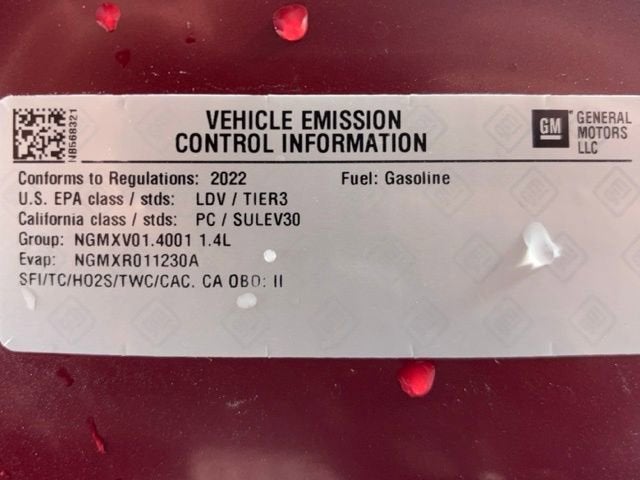 NB568321
VEHICLE EMISSION
CONTROL INFORMATION
GM
GENERAL
MOTORS
LLC
Conforms to Regulations: 2022 Fuel: Gasoline
U.S. EPA class / stds: LDV / TIER3
California class / stds: PC / SULEV30
Group: NGMXV01.4001 1.4L
Evap: NGMXR011230A
SFI/TC/HO2S/TWC/CAC. CA OBD: II